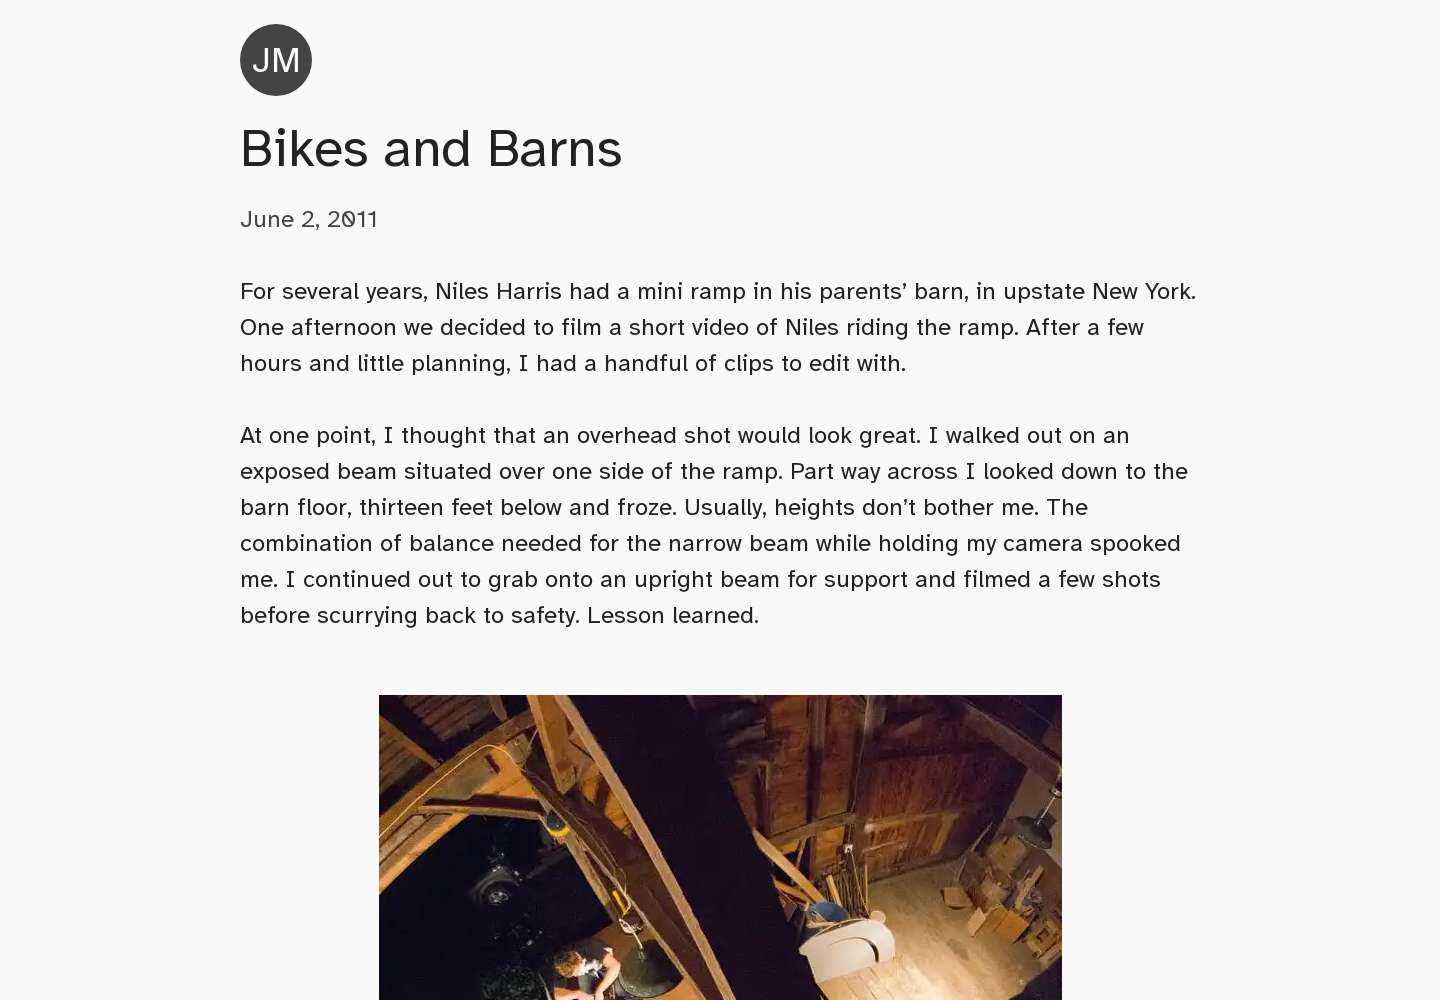 JM
Bikes and Barns
June 2, 2011
For several years, Niles Harris had a mini ramp in his parents’ barn, in upstate New York.
One afternoon we decided to film a short video of Niles riding the ramp. After a few
hours and little planning, I had a handful of clips to edit with.
At one point, I thought that an overhead shot would look great. I walked out on an
exposed beam situated over one side of the ramp. Part way across I looked down to the
barn floor, thirteen feet below and froze. Usually, heights don’t bother me. The
combination of balance needed for the narrow beam while holding my camera spooked
me. I continued out to grab onto an upright beam for support and filmed a few shots
before scurrying back to safety. Lesson learned.